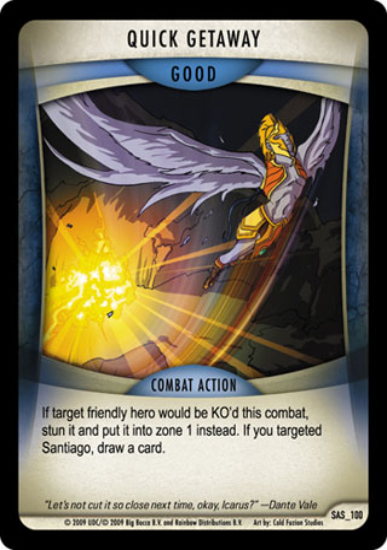 QUICK GETAWAY
GOOD
COMBAT ACTION
If target friendly hero would be KO'd this combat,
stun it and put it into zone 1 instead. If you targeted
Santiago, draw a card.
"Let's not cut it so close next time, okay, Icarus?" —Dante Vale
SAS_100
© 2009 UDC/© 2009 Big Bocca B.V. and Rainbow Distributions B.V. Art by: Cold Fuzion Studios